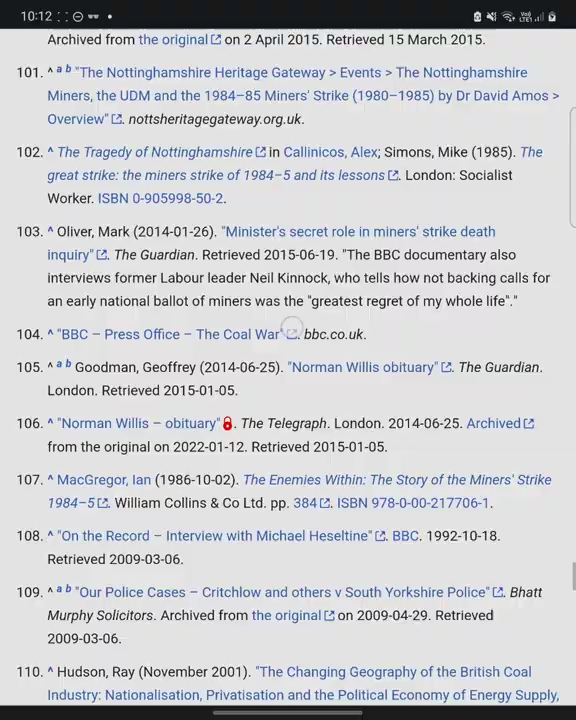 10:12
LTE1
Archived from the original on 2 April 2015. Retrieved 15 March 2015.
101. ^ a b "The Nottinghamshire Heritage Gateway > Events > The Nottinghamshire
Miners, the UDM and the 1984–85 Miners' Strike (1980–1985) by Dr David Amos >
Overview". nottsheritagegateway.org.uk.
102. ^ The Tragedy of Nottinghamshire in Callinicos, Alex; Simons, Mike (1985). The
great strike: the miners strike of 1984–5 and its lessons. London: Socialist
Worker. ISBN 0-905998-50-2.
103. ^ Oliver, Mark (2014-01-26). "Minister's secret role in miners' strike death
inquiry". The Guardian. Retrieved 2015-06-19. "The BBC documentary also
interviews former Labour leader Neil Kinnock, who tells how not backing calls for
an early national ballot of miners was the "greatest regret of my whole life"."
104. ^ "BBC – Press Office – The Coal War". bbc.co.uk.
105. ^ a b Goodman, Geoffrey (2014-06-25). "Norman Willis obituary". The Guardian.
London. Retrieved 2015-01-05.
106. ^ "Norman Willis – obituary". The Telegraph. London. 2014-06-25. Archived
from the original on 2022-01-12. Retrieved 2015-01-05.
107. ^ MacGregor, Ian (1986-10-02). The Enemies Within: The Story of the Miners' Strike
1984–5. William Collins & Co Ltd. pp. 384. ISBN 978-0-00-217706-1.
108. ^ "On the Record – Interview with Michael Heseltine". BBC. 1992-10-18.
Retrieved 2009-03-06.
109. ^ a b "Our Police Cases – Critchlow and others v South Yorkshire Police". Bhatt
Murphy Solicitors. Archived from the original on 2009-04-29. Retrieved
2009-03-06.
110. ^ Hudson, Ray (November 2001). "The Changing Geography of the British Coal
Industry: Nationalisation, Privatisation and the Political Economy of Energy Supply,